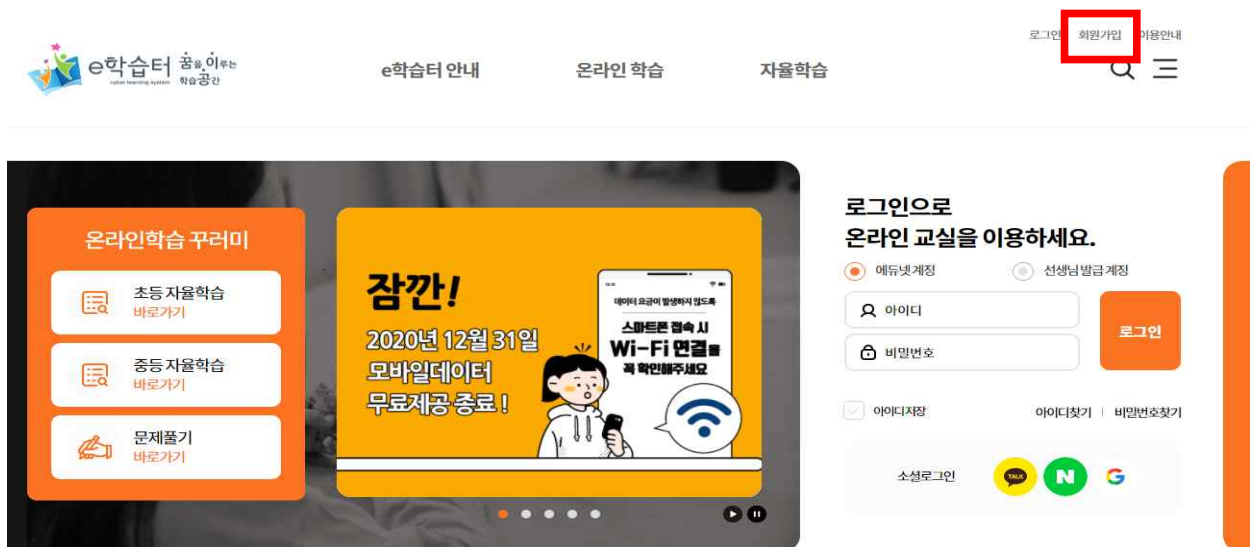 로그인 회원가입 이용안내
e학습터 꿈을 이루는
cyber learning system 학습공간
e학습터 안내 온라인 학습 자율학습
온라인학습 꾸러미
초등자율학습
바로가기
중등자율학습
바로가기
문제풀기
바로가기
잠깐!
2020년 12월 31일
모바일데이터
무료제공 종료!
데이터 요금이 발생하지 않도록
스마트폰 접속 시
Wi-Fi 연결을
꼭 확인해주세요
로그인으로
온라인 교실을 이용하세요.
에듀넷계정 선생님발급계정
아이디
비밀번호
로그인
아이디저장 아이디찾기 비밀번호찾기
소셜로그인 TALK N G